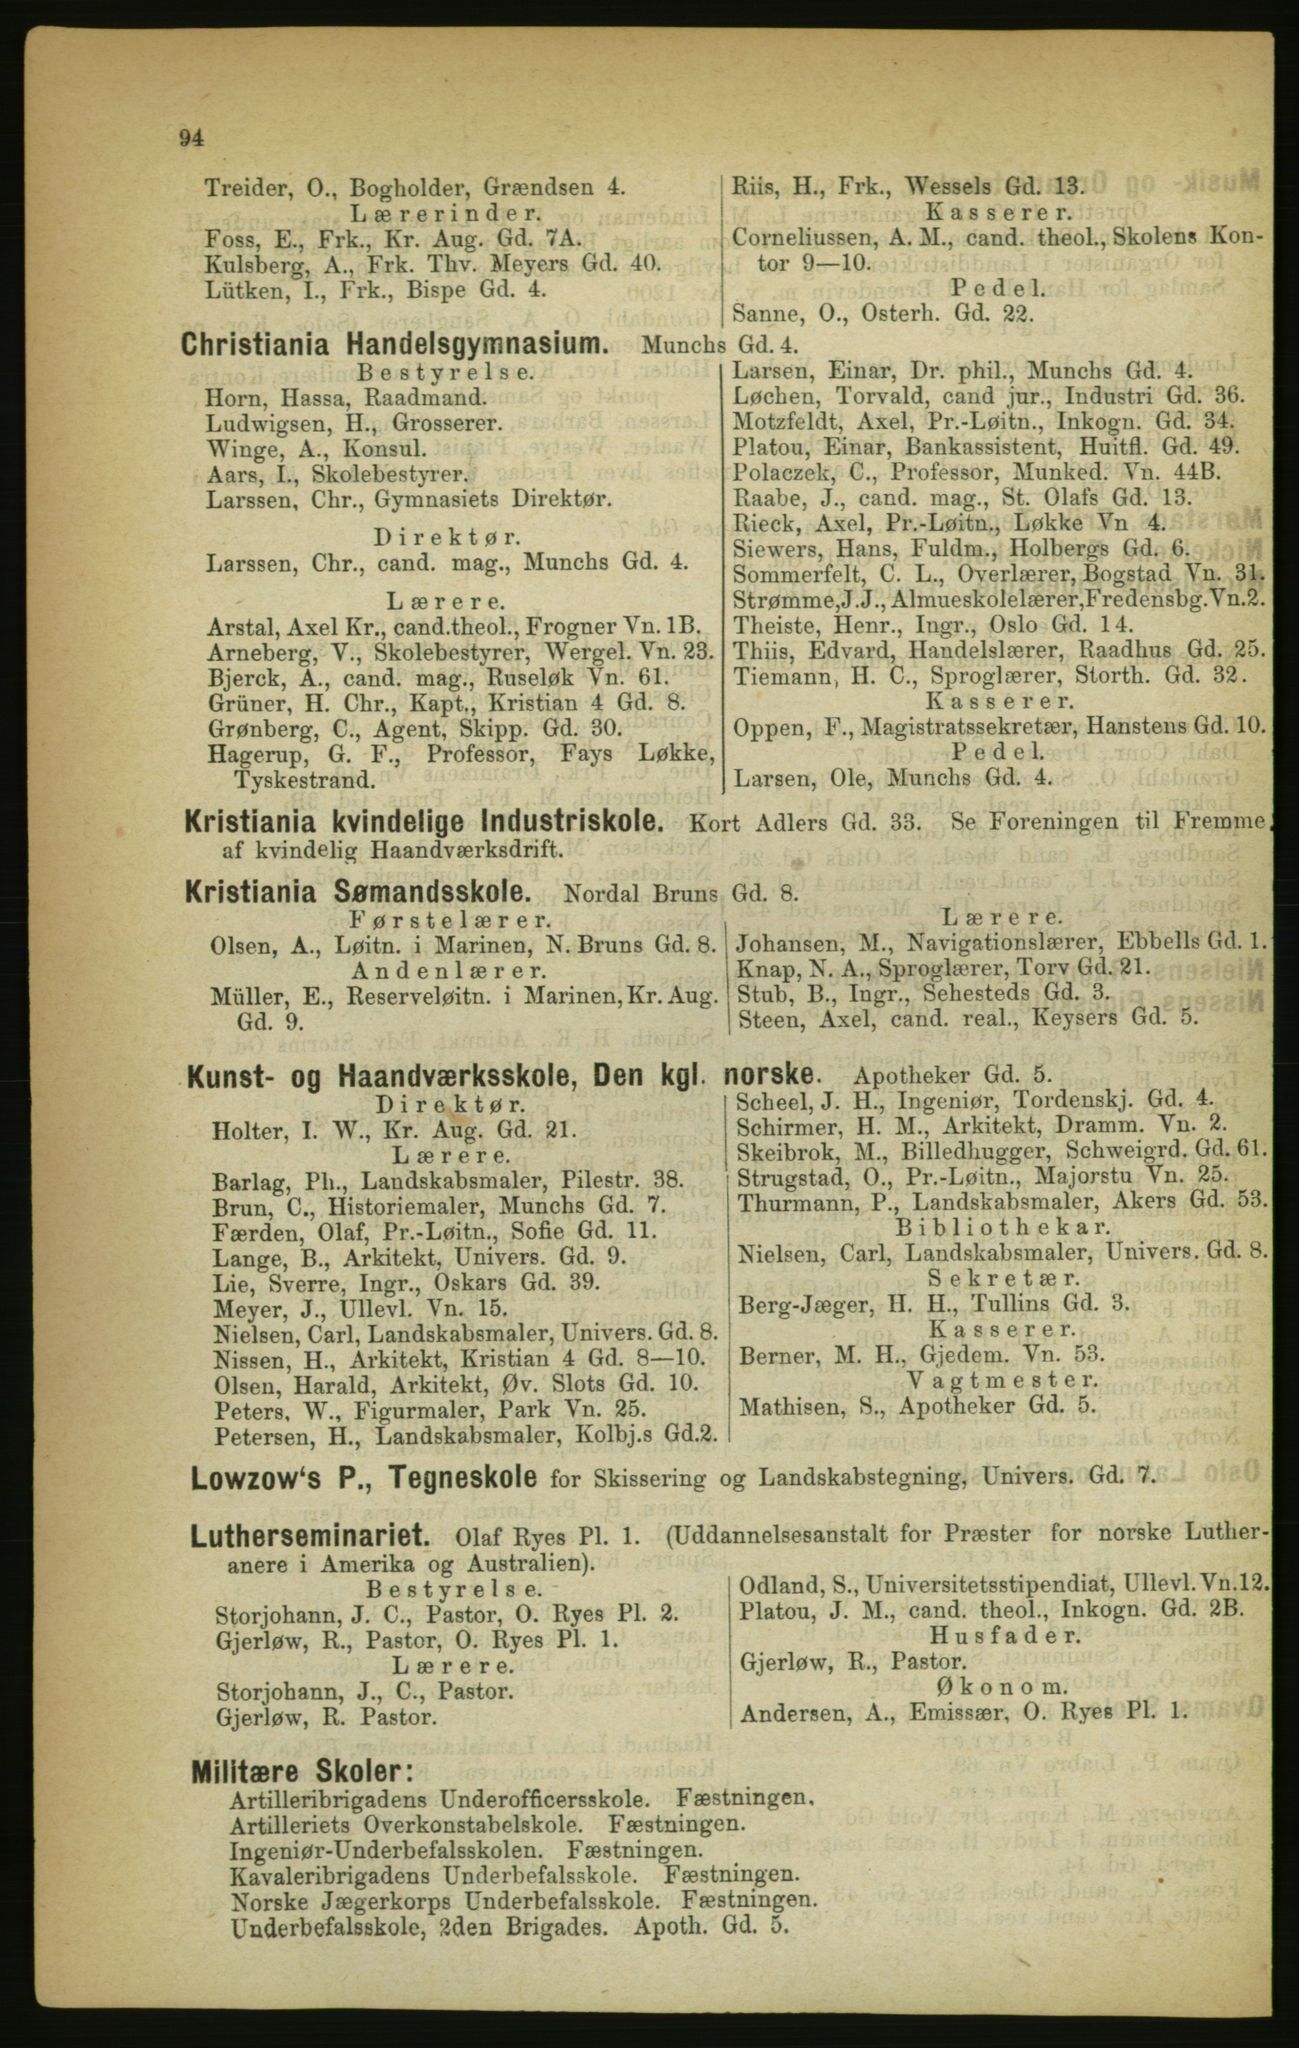 94
Treider, O., Bogholder, Grændsen 4.
Lærerinder.
Foss, E., Frk., Kr. Aug. Gd. 7A.
Kulsberg, A., Frk. Thv. Meyers Gd. 40.
Lütken, I., Frk., Bispe Gd. 4.
Riis, H., Frk., Wessels Gd. 13.
Kasserer.
Corneliussen, A. M., cand. theol., Skolens Kon-
tor 9—10.
Pedel.
Sanne, O., Osterh. Gd. 22.
Christiania Handelsgymnasium. Munchs Gd. 4.
Bestyrelse.
Horn, Hassa, Raadmand.
Ludwigsen, H., Grosserer.
Winge, A., Konsul.
Aars, I., Skolebestyrer.
Larssen, Chr., Gymnasiets Direktør.
Direktør.
Larssen, Chr., cand. mag., Munchs Gd. 4.
Lærere.
Arstal, Axel Kr., cand.theol., Frogner Vn. 1B.
Arneberg, V., Skolebestyrer, Wergel. Vn. 23.
Bjerck, A., cand. mag., Ruseløk Vn. 61.
Grüner, H. Chr., Kapt., Kristian 4 Gd. 8.
Grønberg, C., Agent, Skipp. Gd. 30.
Hagerup, G. F., Professor, Fays Løkke,
Tyskestrand.
Larsen, Einar, Dr. phil., Munchs Gd. 4.
Løchen, Torvald, cand jur., Industri Gd. 36.
Motzfeldt, Axel, Pr.-Løitn., Inkogn. Gd. 34.
Platou, Einar, Bankassistent, Huitfl. Gd. 49.
Polaczek, C., Professor, Munked. Vn. 44B.
Raabe, J., cand. mag., St. Olafs Gd. 13.
Rieck, Axel, Pr.-Løitn., Løkke Vn 4.
Siewers, Hans, Fuldm., Holbergs Gd. 6.
Sommerfelt, C. L., Overlærer, Bogstad Vn. 31.
Strømme,J.J., Almueskolelærer,Fredensbg.Vn.2.
Theiste, Henr., Ingr., Oslo Gd. 14.
Thiis, Edvard, Handelslærer, Raadhus Gd. 25.
Tiemann, H. C., Sproglærer, Storth. Gd. 32.
Kasserer.
Oppen, F., Magistratssekretær, Hanstens Gd. 10.
Pedel.
Larsen, Ole, Munchs Gd. 4.
Kristiania kvindelige Industriskole. Kort Adlers Gd. 33. Se Foreningen til Fremme
af kvindelig Haandværksdrift.
Kristiania Sømandsskole. Nordal Bruns Gd. 8.
Førstelærer.
Olsen, A., Løitn. i Marinen, N. Bruns Gd. 8.
Andenlærer.
Müller, E., Reserveløitn. i Marinen, Kr. Aug.
Gd. 9.
Lærere.
Johansen, M., Navigationslærer, Ebbells Gd. 1.
Knap, N. A., Sproglærer, Torv Gd. 21.
Stub, B., Ingr., Sehesteds Gd. 3.
Steen, Axel, cand. real., Keysers Gd. 5.
Kunst- og Haandværksskole, Den kgl. norske. Apotheker Gd. 5.
Direktør.
Holter, I. W., Kr. Aug. Gd. 21.
Lærere.
Barlag, Ph., Landskabsmaler, Pilestr. 38.
Brun, C., Historiemaler, Munchs Gd. 7.
Færden, Olaf, Pr.-Løitn., Sofie Gd. 11.
Lange, B., Arkitekt, Univers. Gd. 9.
Lie, Sverre, Ingr., Oskars Gd. 39.
Meyer, J., Ullevl. Vn. 15.
Nielsen, Carl, Landskabsmaler, Univers. Gd. 8.
Nissen, H., Arkitekt, Kristian 4 Gd. 8—10.
Olsen, Harald, Arkitekt, Øv. Slots Gd. 10.
Peters, W., Figurmaler, Park Vn. 25.
Petersen, H., Landskabsmaler, Kolbj.s Gd.2.
Scheel, J. H., Ingeniør, Tordenskj. Gd. 4.
Schirmer, H. M., Arkitekt, Dramm. Vn. 2.
Skeibrok, M., Billedhugger, Schweigrd. Gd. 61.
Strugstad, O., Pr.-Løitn., Majorstu Vn. 25.
Thurmann, P., Landskabsmaler, Akers Gd. 53.
Bibliothekar.
Nielsen, Carl, Landskabsmaler, Univers. Gd. 8.
Sekretær.
Berg-Jæger, H. H., Tullins Gd. 3.
Kasserer.
Berner, M. H., Gjedem. Vn. 53.
Vagtmester.
Mathisen, S., Apotheker Gd. 5.
Lowzow's P., Tegneskole for Skissering og Landskabstegning, Univers. Gd. 7.
Lutherseminariet. Olaf Ryes Pl. 1. (Uddannelsesanstalt for Præster for norske Luther-
anere i Amerika og Australien).
Bestyrelse.
Storjohann, J. C., Pastor, O. Ryes Pl. 2.
Gjerløw, R., Pastor, O. Ryes Pl. 1.
Lærere.
Storjohann, J., C., Pastor.
Gjerløw, R. Pastor.
Odland, S., Universitetsstipendiat, Ullevl. Vn.12.
Platou, J. M., cand. theol., Inkogn. Gd. 2B.
Husfader.
Gjerløw, R., Pastor.
Økonom.
Andersen, A., Emissær, O. Ryes Pl. 1.
Militære Skoler:
Artilleribrigadens Underofficersskole. Fæstningen.
Artilleriets Overkonstabelskole. Fæstningen.
Ingeniør-Underbefalsskolen. Fæstningen.
Kavaleribrigadens Underbefalsskole. Fæstningen.
Norske Jægerkorps Underbefalsskole. Fæstningen.
Underbefalsskole, 2den Brigades. Apoth. Gd. 5.